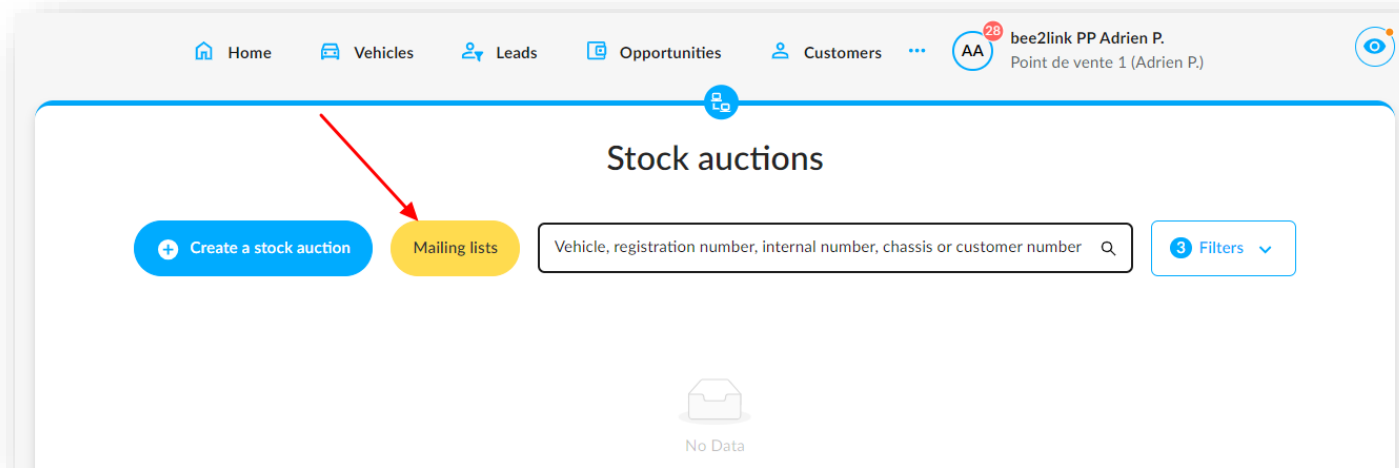 Home
Vehicles
Leads
Opportunities
Customers
AA
28
bee2link PP Adrien P.
Point de vente 1 (Adrien P.)
Stock auctions
Create a stock auction
Mailing lists
Vehicle, registration number, internal number, chassis or customer number
3 Filters
No Data